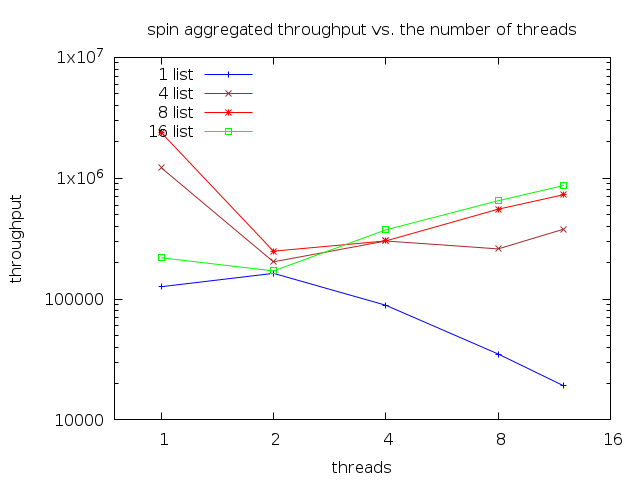 spin aggregated throughput vs. the number of threads
1x10^7
1 list
4 list
8 list
16 list
1x10^6
throughput
100000
10000
1 2 4 8 16
threads